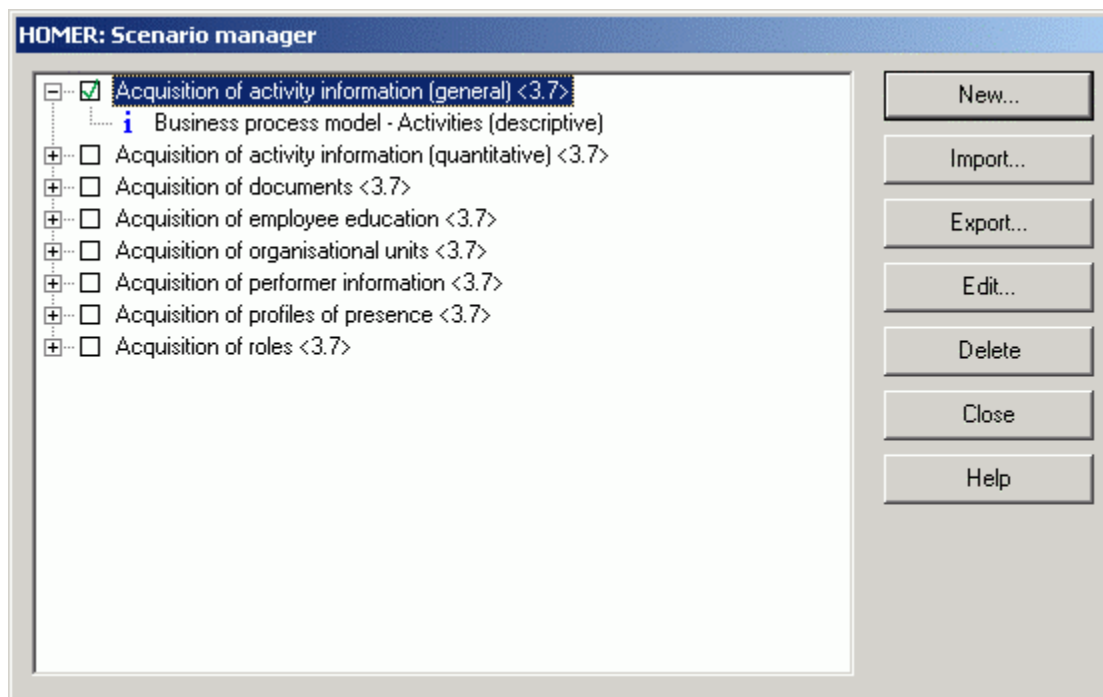 HOMER: Scenario manager
Acquisition of activity information (general) <3.7>
i Business process model - Activities (descriptive)
Acquisition of activity information (quantitative) <3.7>
Acquisition of documents <3.7>
Acquisition of employee education <3.7>
Acquisition of organisational units <3.7>
Acquisition of performer information <3.7>
Acquisition of profiles of presence <3.7>
Acquisition of roles <3.7>
New...
Import...
Export...
Edit...
Delete
Close
Help